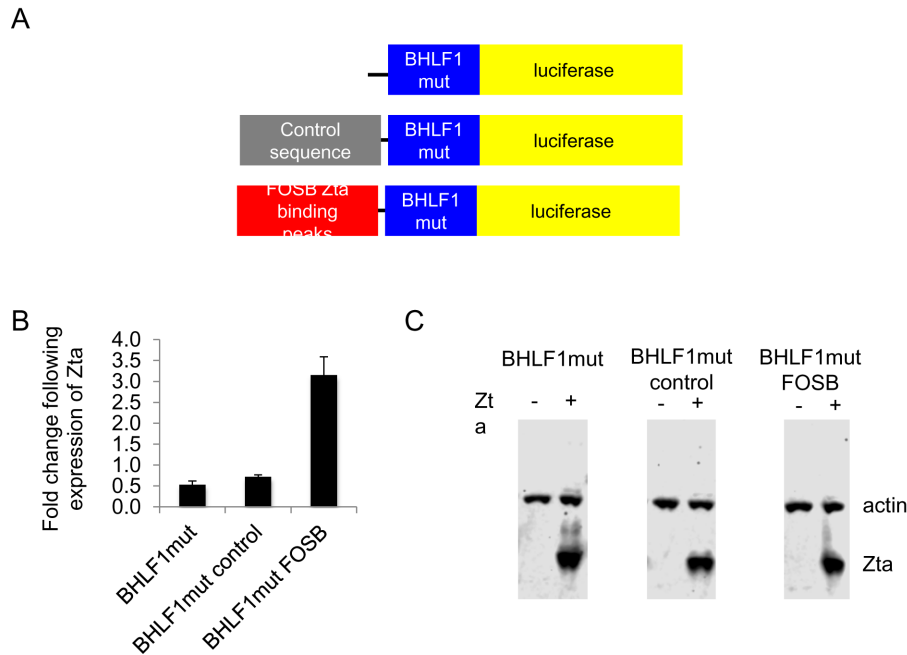 A
BHLF1
mut
luciferase
Control
sequence
BHLF1
mut
luciferase
FOSB Zta
binding
peaks
BHLF1
mut
luciferase
B
Fold change following
expression of Zta
4.0
3.5
3.0
2.5
2.0
1.5
1.0
0.5
0.0
BHLF1mut
BHLF1mut control
BHLF1mut FOSB
C
BHLF1mut
BHLF1mut
control
BHLF1mut
FOSB
Zt
a
- +
- +
- +
actin
Zta